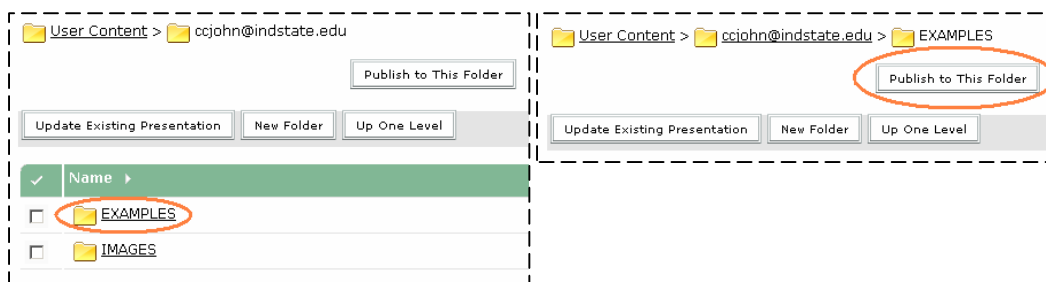 User Content > ccjohn@indstate.edu
Publish to This Folder
Update Existing Presentation New Folder Up One Level
Name
EXAMPLES
IMAGES
User Content > ccjohn@indstate.edu > EXAMPLES
Publish to This Folder
Update Existing Presentation New Folder Up One Level